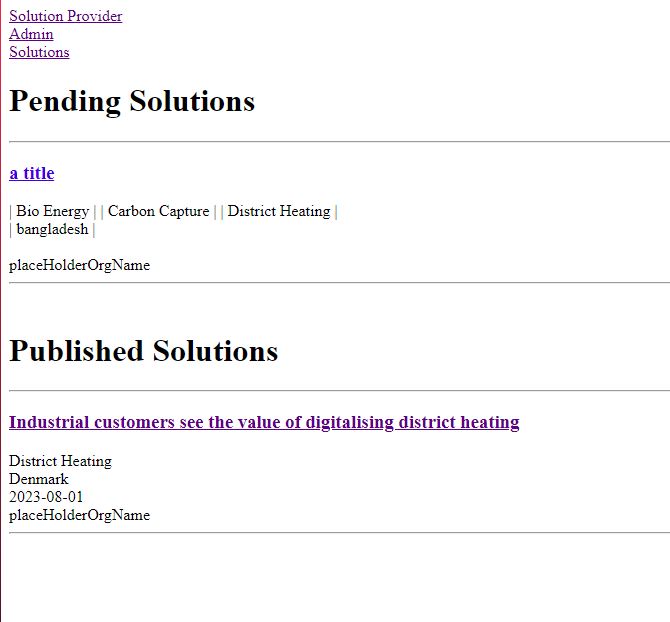 Solution Provider
Admin
Solutions
Pending Solutions
a title
| Bio Energy | | Carbon Capture | | District Heating |
| bangladesh |
placeHolderOrgName
Published Solutions
Industrial customers see the value of digitalising district heating
District Heating
Denmark
2023-08-01
placeHolderOrgName